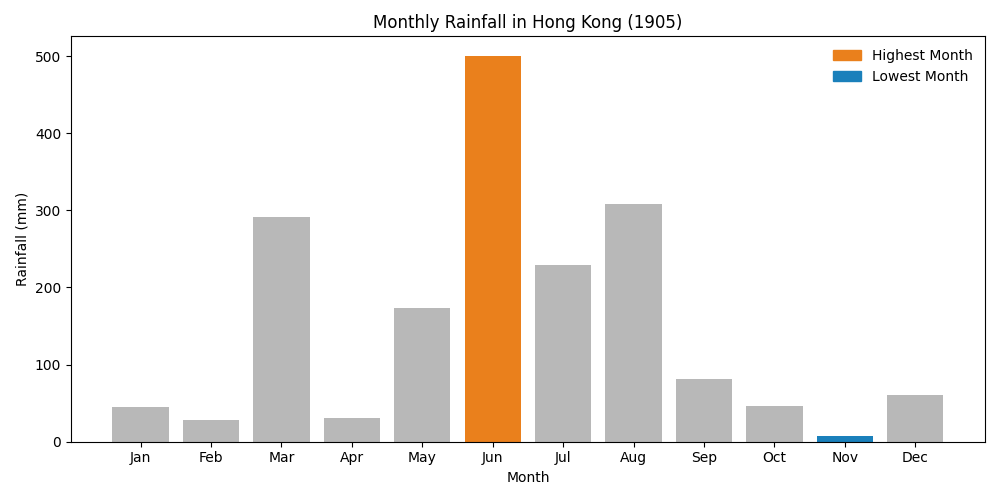 Monthly Rainfall in Hong Kong (1905)
Highest Month
Lowest Month
Rainfall (mm)
500
400
300
200
100
0
Jan Feb Mar Apr May Jun Jul Aug Sep Oct Nov Dec
Month